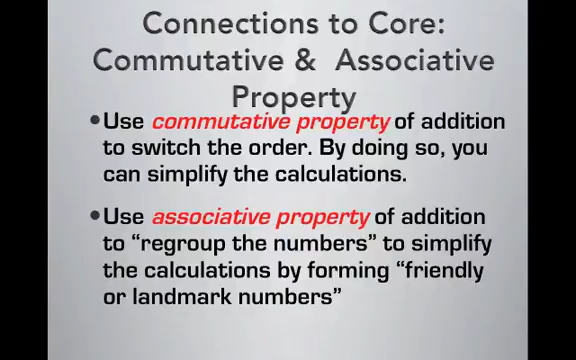 Connections to Core:
Commutative & Associative
Property
•Use commutative property of addition
to switch the order. By doing so, you
can simplify the calculations.
•Use associative property of addition
to “regroup the numbers” to simplify
the calculations by forming “friendly
or landmark numbers”